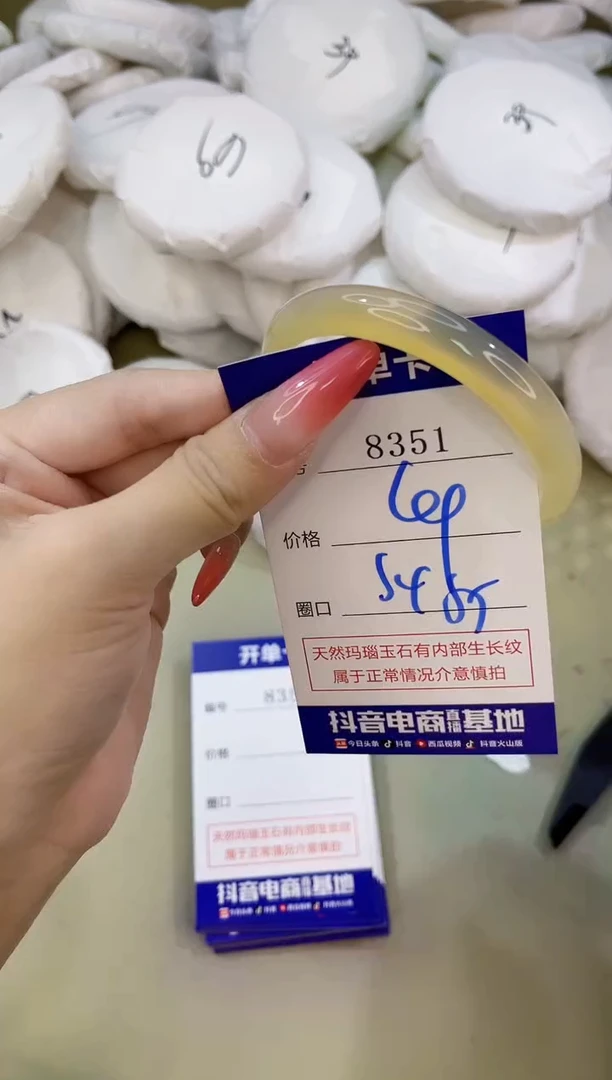 59
单卡
8351
价格
圈口
54
天然玛瑙玉石有内部生长纹
属于正常情况介意慎拍
抖音电商直播基地
今日头条 抖音 西瓜视频 抖音火山版
开单
编号 835
价格
圈口
天然玛瑙玉石有内部生长纹
属于正常情况介意慎拍
抖音电商直播基地